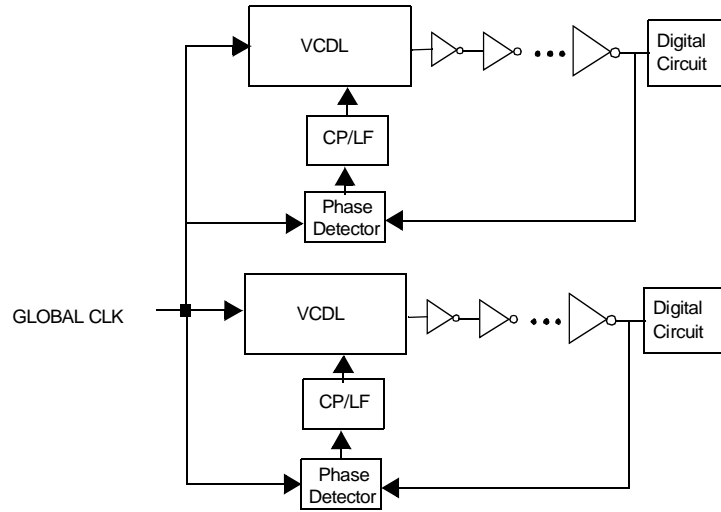 VCDL
Digital
Circuit
CP/LF
Phase
Detector
GLOBAL CLK
VCDL
Digital
Circuit
CP/LF
Phase
Detector